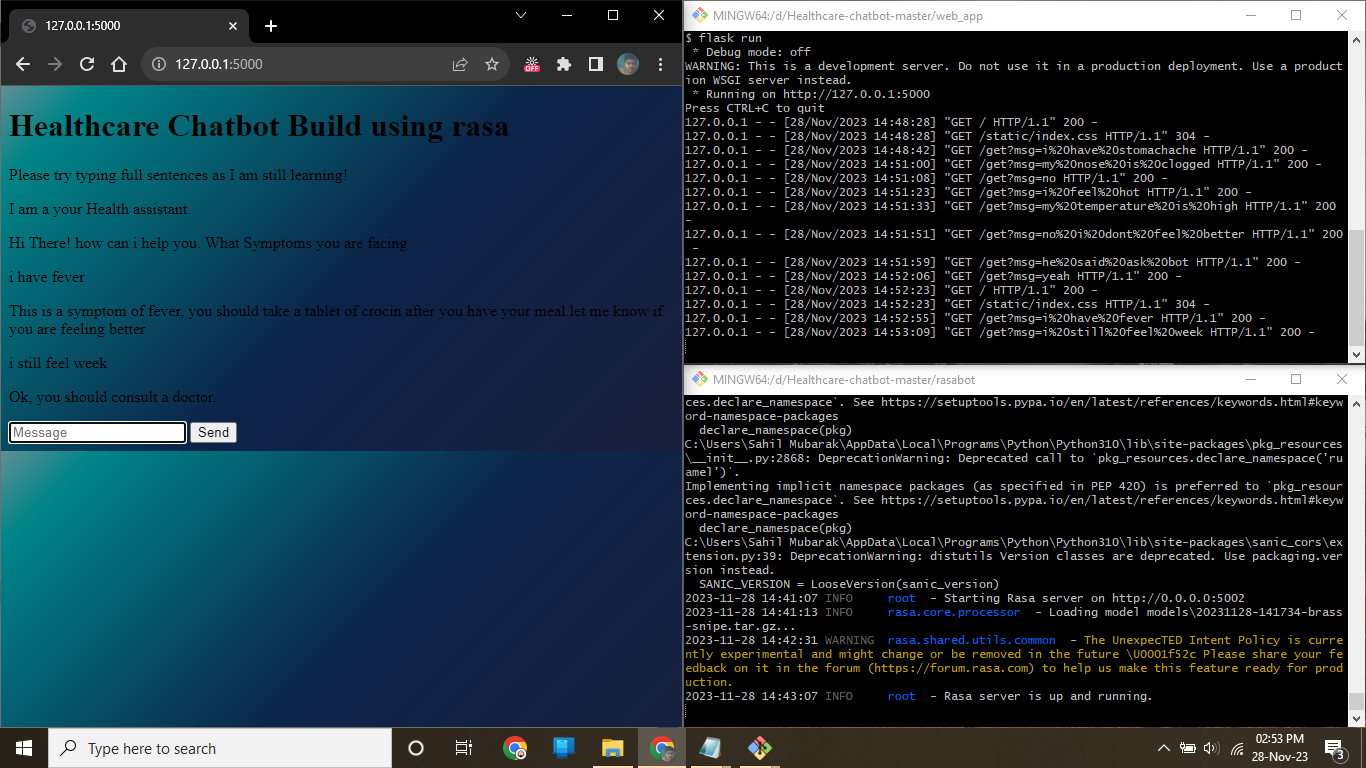 127.0.0.1:5000
127.0.0.1:5000
OFF
Healthcare Chatbot Build using rasa
Please try typing full sentences as I am still learning!
I am a your Health assistant.
Hi There! how can i help you. What Symptoms you are facing
i have fever
This is a symptom of fever, you should take a tablet of crocin after you have your meal.let me know if
you are feeling better
i still feel week
Ok, you should consult a doctor.
Message
Send
MINGW64:/d/Healthcare-chatbot-master/web_app
$ flask run
 * Debug mode: off
WARNING: This is a development server. Do not use it in a production deployment. Use a product
ion WSGI server instead.
 * Running on http://127.0.0.1:5000
Press CTRL+C to quit
127.0.0.1 - - [28/Nov/2023 14:48:28] "GET / HTTP/1.1" 200 -
127.0.0.1 - - [28/Nov/2023 14:48:28] "GET /static/index.css HTTP/1.1" 304 -
127.0.0.1 - - [28/Nov/2023 14:48:42] "GET /get?msg=i%20have%20stomachache HTTP/1.1" 200 -
127.0.0.1 - - [28/Nov/2023 14:51:00] "GET /get?msg=my%20nose%20is%20clogged HTTP/1.1" 200 -
127.0.0.1 - - [28/Nov/2023 14:51:08] "GET /get?msg=no HTTP/1.1" 200 -
127.0.0.1 - - [28/Nov/2023 14:51:23] "GET /get?msg=i%20feel%20hot HTTP/1.1" 200 -
127.0.0.1 - - [28/Nov/2023 14:51:33] "GET /get?msg=my%20temperature%20is%20high HTTP/1.1" 200
-
127.0.0.1 - - [28/Nov/2023 14:51:51] "GET /get?msg=no%20i%20dont%20feel%20better HTTP/1.1" 200
 -
127.0.0.1 - - [28/Nov/2023 14:51:59] "GET /get?msg=he%20said%20ask%20bot HTTP/1.1" 200 -
127.0.0.1 - - [28/Nov/2023 14:52:06] "GET /get?msg=yeah HTTP/1.1" 200 -
127.0.0.1 - - [28/Nov/2023 14:52:23] "GET / HTTP/1.1" 200 -
127.0.0.1 - - [28/Nov/2023 14:52:23] "GET /static/index.css HTTP/1.1" 304 -
127.0.0.1 - - [28/Nov/2023 14:52:55] "GET /get?msg=i%20have%20fever HTTP/1.1" 200 -
127.0.0.1 - - [28/Nov/2023 14:53:09] "GET /get?msg=i%20still%20feel%20week HTTP/1.1" 200 -
MINGW64:/d/Healthcare-chatbot-master/rasabot
ces.declare_namespace`. See https://setuptools.pypa.io/en/latest/references/keywords.html#keyw
ord-namespace-packages
  declare_namespace(pkg)
C:\Users\Sahil Mubarak\AppData\Local\Programs\Python\Python310\lib\site-packages\pkg_resources
\__init__.py:2868: DeprecationWarning: Deprecated call to `pkg_resources.declare_namespace('ru
amel')`.
Implementing implicit namespace packages (as specified in PEP 420) is preferred to `pkg_resour
ces.declare_namespace`. See https://setuptools.pypa.io/en/latest/references/keywords.html#keyw
ord-namespace-packages
  declare_namespace(pkg)
C:\Users\Sahil Mubarak\AppData\Local\Programs\Python\Python310\lib\site-packages\sanic_cors\ex
tension.py:39: DeprecationWarning: distutils Version classes are deprecated. Use packaging.ver
sion instead.
  SANIC_VERSION = LooseVersion(sanic_version)
2023-11-28 14:41:07 INFO     root  - Starting Rasa server on http://0.0.0.0:5002
2023-11-28 14:41:13 INFO     rasa.core.processor  - Loading model models\20231128-141734-brass
-snipe.tar.gz...
2023-11-28 14:42:31 WARNING  rasa.shared.utils.common  - The UnexpecTED Intent Policy is curre
ntly experimental and might change or be removed in the future \U0001f52c Please share your fe
edback on it in the forum (https://forum.rasa.com) to help us make this feature ready for prod
uction.
2023-11-28 14:43:07 INFO     root  - Rasa server is up and running.
Type here to search
02:53 PM
28-Nov-23
3